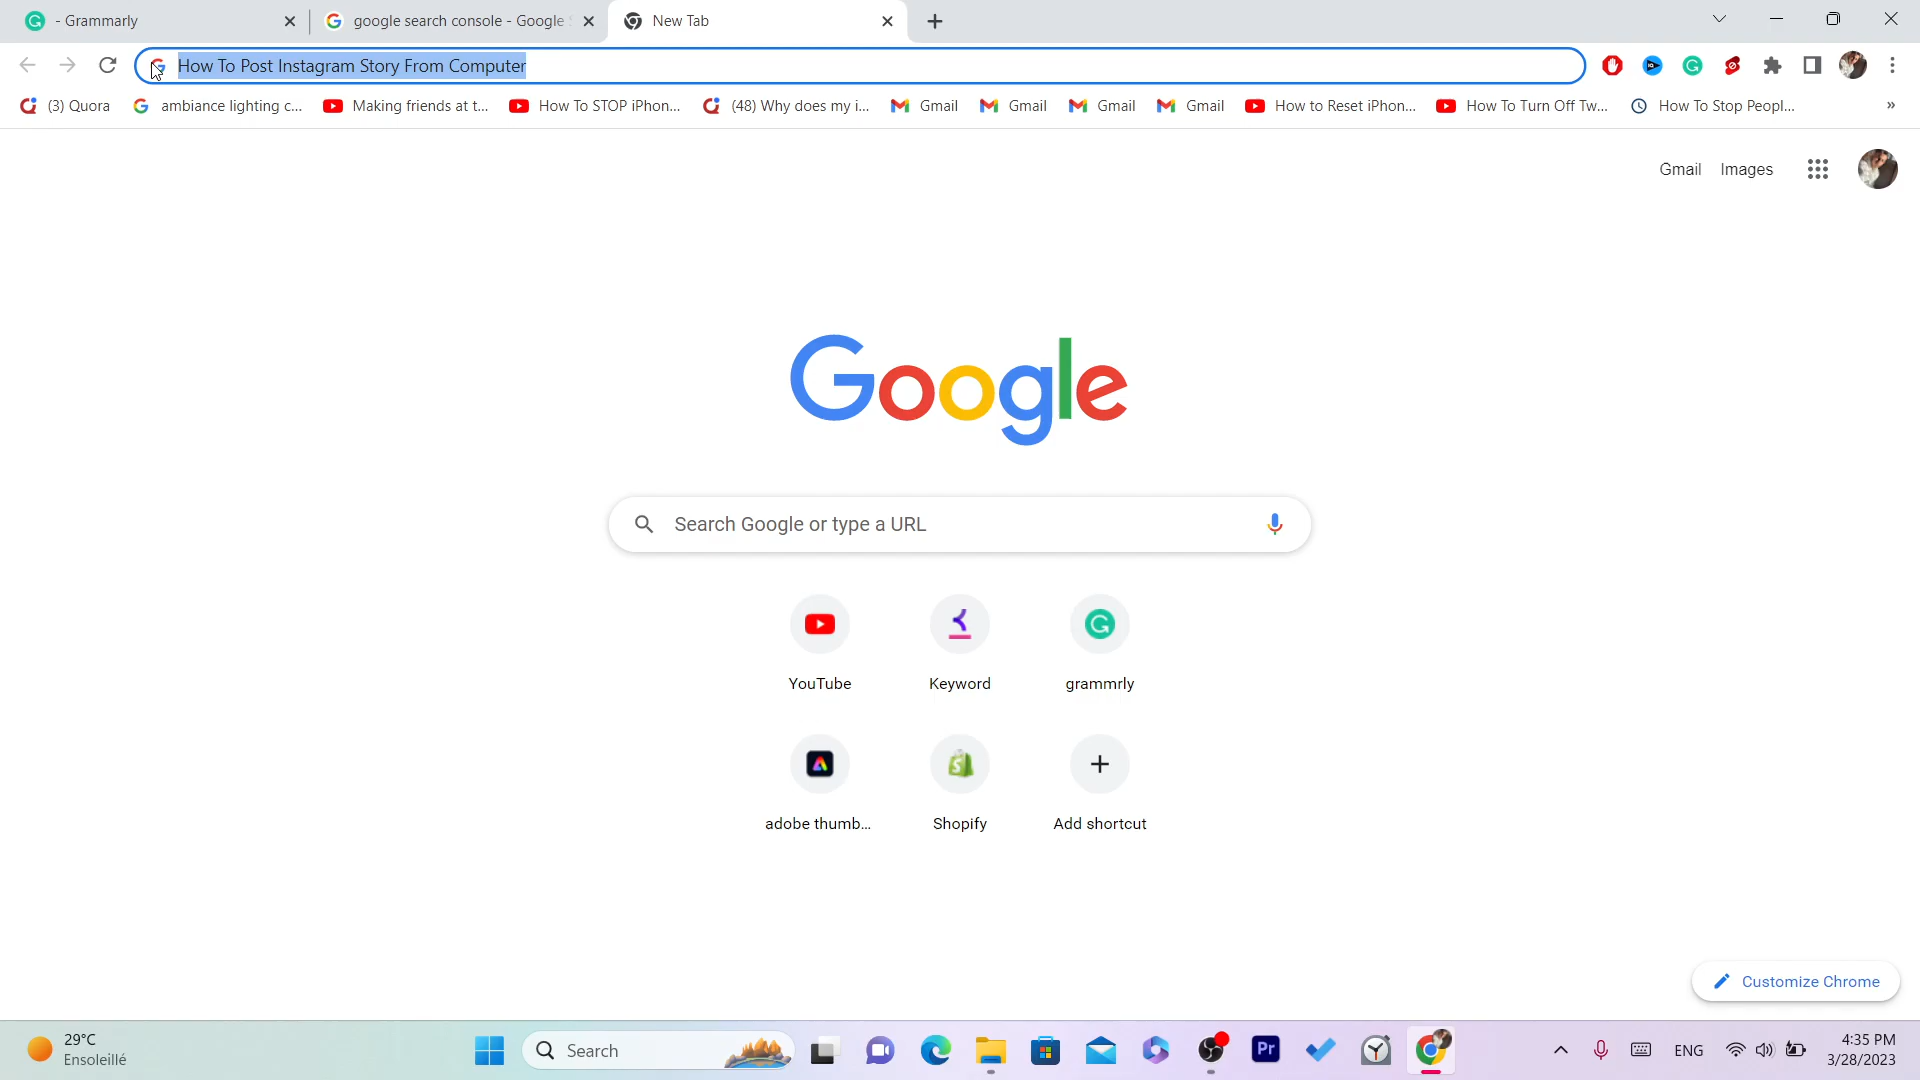 - Grammarly
google search console - Google S
New Tab
How To Post Instagram Story From Computer
(3) Quora
ambiance lighting c...
Making friends at t...
How To STOP iPhon...
(48) Why does my i...
Gmail
Gmail
Gmail
Gmail
How to Reset iPhon...
How To Turn Off Tw...
How To Stop Peopl...
»
Gmail
Images
Google
Search Google or type a URL
YouTube
Keyword
grammrly
adobe thumb...
Shopify
Add shortcut
Customize Chrome
29°C
Ensoleillé
Search
Pr
ENG
4:35 PM
3/28/2023